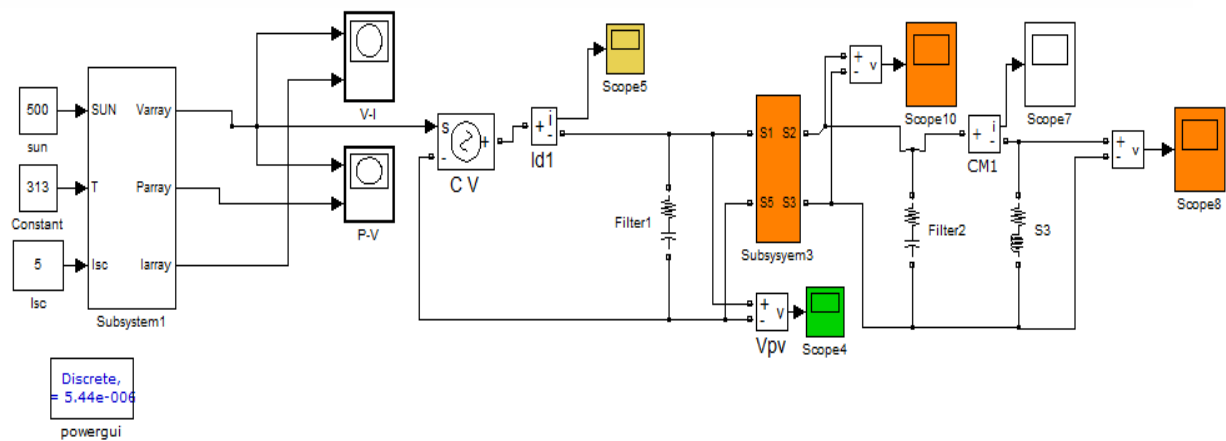 500
sun
313
Constant
5
Isc
SUN
T
Isc
Varray
Parray
Iarray
Subsystem1
V-I
P-V
S
-
+
C V
+
i
-
Id1
Scope5
Filter1
S1 S2
S5 S3
Subsysyem3
+
-
v
Vpv
Scope4
+
-
v
Scope10
+
i
-
CM1
Scope7
Filter2
S3
+
-
v
Scope8
Discrete,
= 5.44e-006
powergui